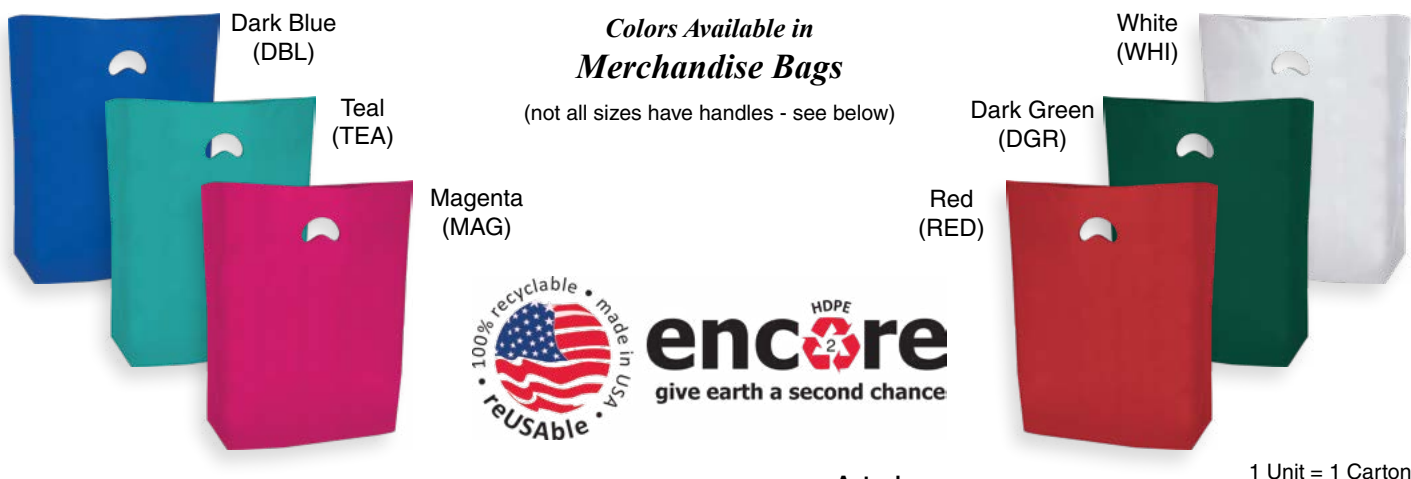 Dark Blue
(DBL)
Teal
(TEA)
Magenta
(MAG)
Colors Available in
Merchandise Bags
(not all sizes have handles - see below)
White
(WHI)
Dark Green
(DGR)
Red
(RED)
100% recyclable • made in USA • reUSAble •
HDPE
2
encore
give earth a second chance
1 Unit = 1 Carton